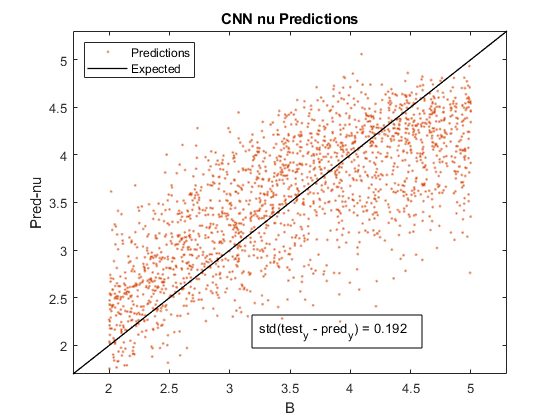 CNN nu Predictions
Predictions
Expected
5
4.5
4
3.5
3
2.5
2
Pred-nu
std(test_y - pred_y) = 0.192
2 2.5 3 3.5 4 4.5 5
B